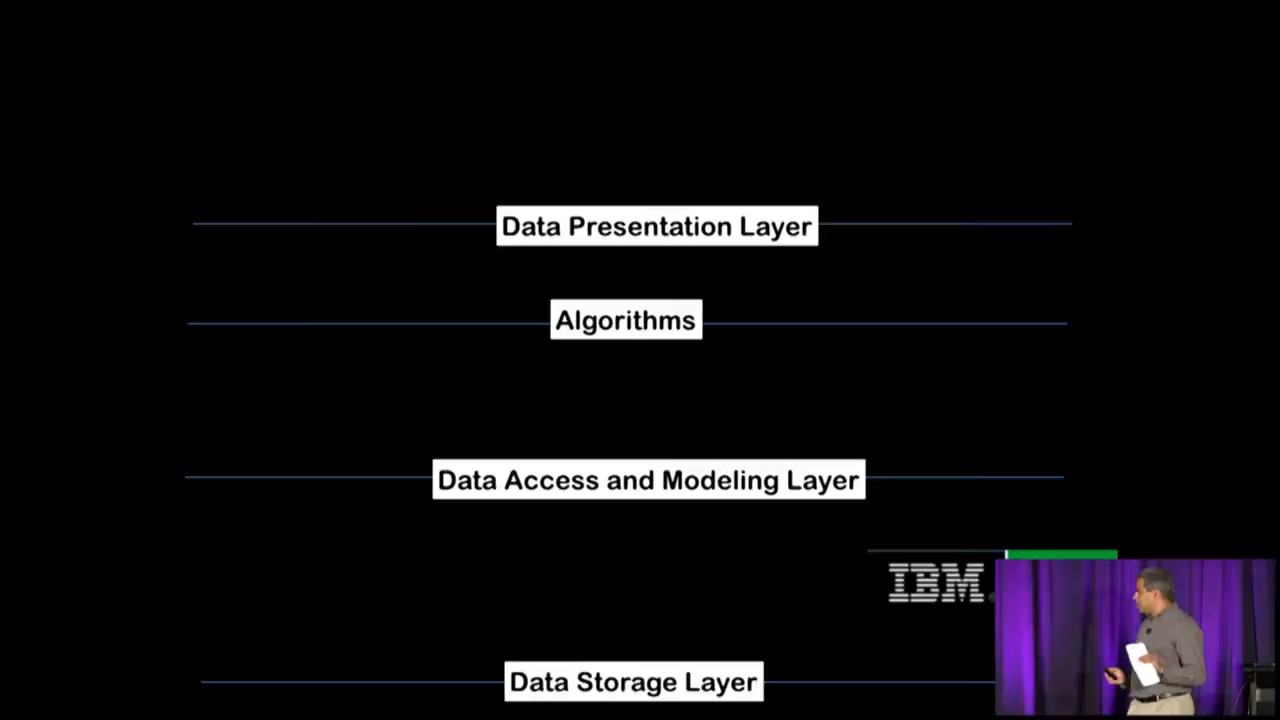 Data Presentation Layer
Algorithms
Data Access and Modeling Layer
IBM
Data Storage Layer